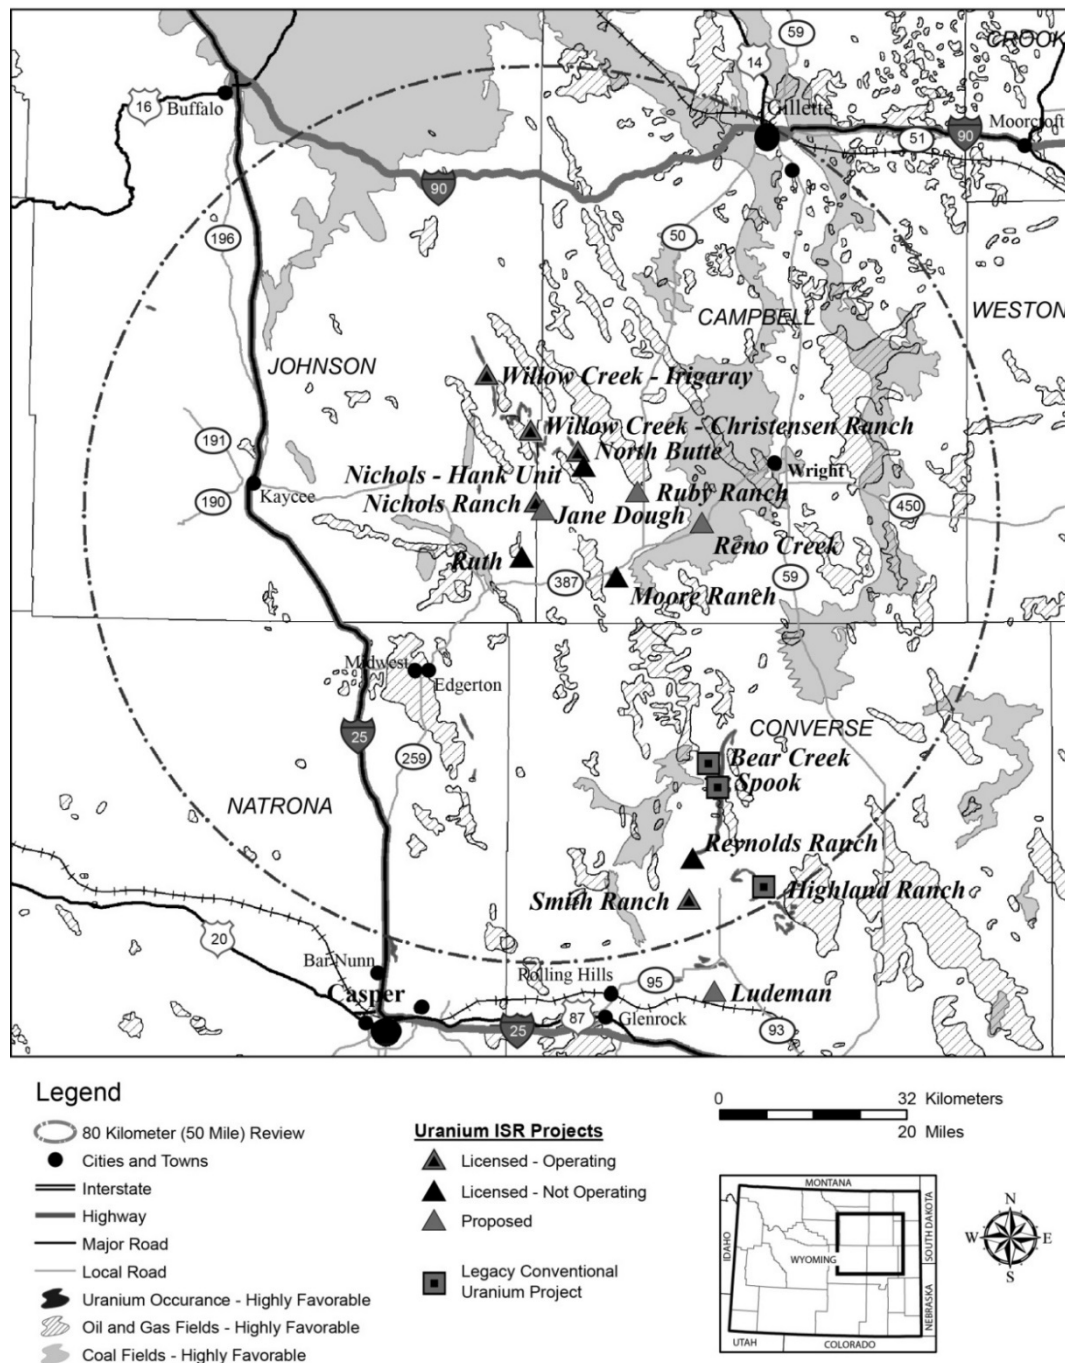 59
CROOK
14
16
Buffalo
Gillette
51
90
Moorcroft
90
196
50
CAMPBELL
WESTON
JOHNSON
Willow Creek - Irigaray
Willow Creek - Christensen Ranch
191
North Butte
Nichols - Hank Unit
Wright
190
Kaycee
Nichols Ranch
Ruby Ranch
Jane Dough
450
Reno Creek
Ruth
387
59
Moore Ranch
Midwest
Edgerton
25
259
CONVERSE
Bear Creek
Spook
NATRONA
Reynolds Ranch
Highland Ranch
Smith Ranch
20
Bar Nunn
Rolling Hills
95
Casper
Ludeman
87
Glenrock
25
93
Legend
80 Kilometer (50 Mile) Review
Cities and Towns
Interstate
Highway
Major Road
Local Road
Uranium Occurance - Highly Favorable
Oil and Gas Fields - Highly Favorable
Coal Fields - Highly Favorable
Uranium ISR Projects
Licensed - Operating
Licensed - Not Operating
Proposed
Legacy Conventional
Uranium Project
0 32 Kilometers
20 Miles
MONTANA
IDAHO
WYOMING
SOUTH DAKOTA
NEBRASKA
UTAH
COLORADO
N
W E
S